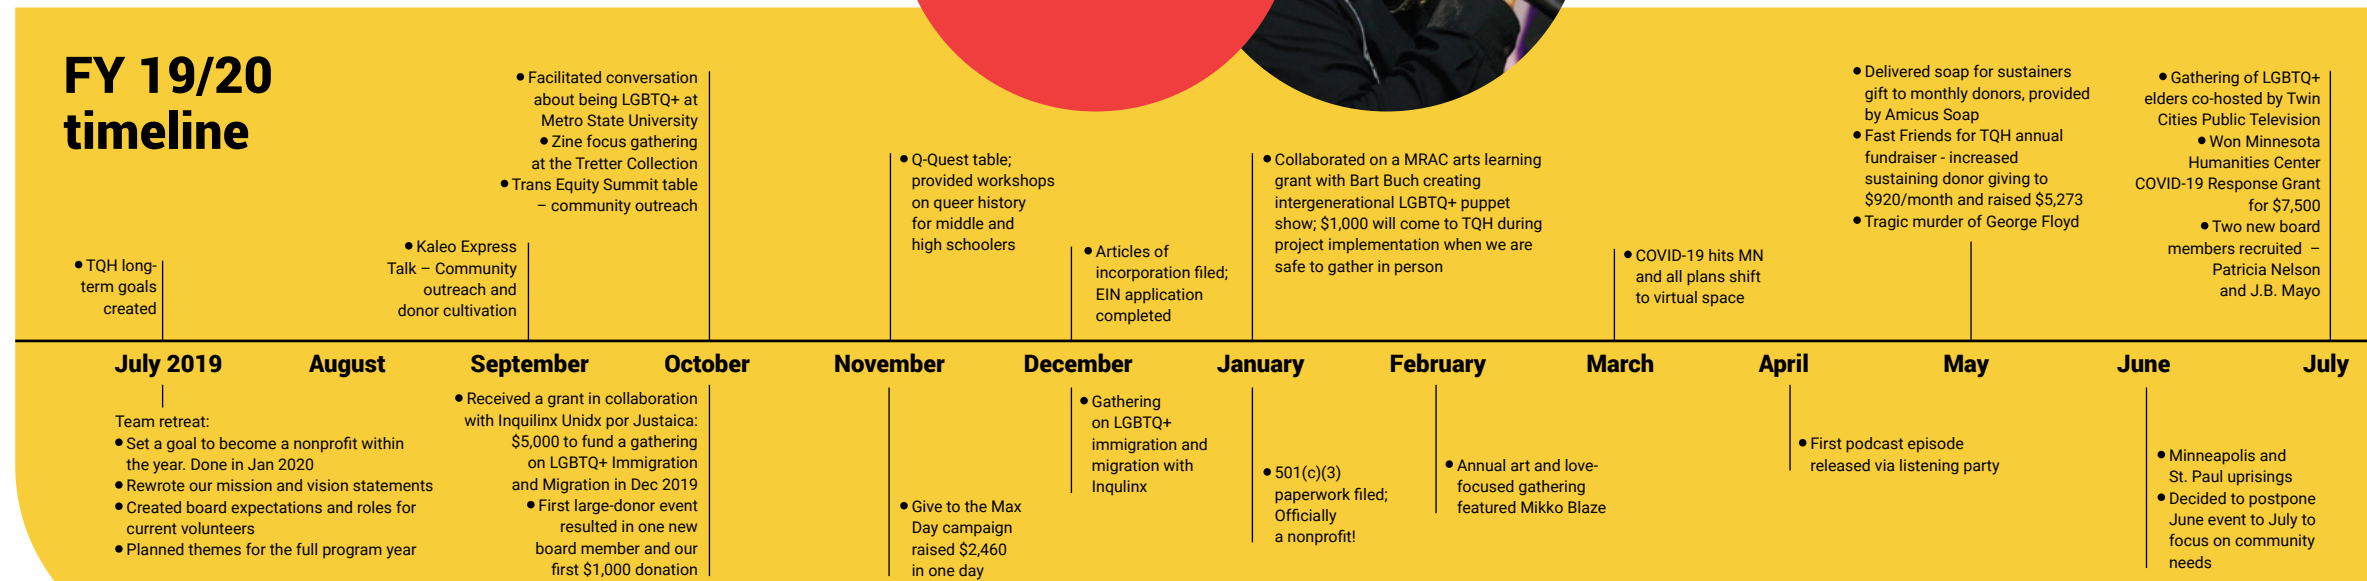 FY 19/20
timeline
• TQH long-
term goals
created
• Kaleo Express
Talk – Community
outreach and
donor cultivation
• Facilitated conversation
about being LGBTQ+ at
Metro State University
• Zine focus gathering
at the Tretter Collection
• Trans Equity Summit table
– community outreach
• Q-Quest table;
provided workshops
on queer history
for middle and
high schoolers
• Articles of
incorporation filed;
EIN application
completed
• Collaborated on a MRAC arts learning
grant with Bart Buch creating
intergenerational LGBTQ+ puppet
show; $1,000 will come to TQH during
project implementation when we are
safe to gather in person
• COVID-19 hits MN
and all plans shift
to virtual space
• Delivered soap for sustainers
gift to monthly donors, provided
by Amicus Soap
• Fast Friends for TQH annual
fundraiser - increased
sustaining donor giving to
$920/month and raised $5,273
• Tragic murder of George Floyd
• Gathering of LGBTQ+
elders co-hosted by Twin
Cities Public Television
• Won Minnesota
Humanities Center
COVID-19 Response Grant
for $7,500
• Two new board
members recruited –
Patricia Nelson
and J.B. Mayo
July 2019 August September October November December January February March April May June July
Team retreat:
• Set a goal to become a nonprofit within
the year. Done in Jan 2020
• Rewrote our mission and vision statements
• Created board expectations and roles for
current volunteers
• Planned themes for the full program year
• Received a grant in collaboration
with Inquilinx Unidx por Justaica:
$5,000 to fund a gathering
on LGBTQ+ Immigration
and Migration in Dec 2019
• First large-donor event
resulted in one new
board member and our
first $1,000 donation
• Give to the Max
Day campaign
raised $2,460
in one day
• Gathering
on LGBTQ+
immigration and
migration with
Inqulinx
• 501(c)(3)
paperwork filed;
Officially
a nonprofit!
• Annual art and love-
focused gathering
featured Mikko Blaze
• First podcast episode
released via listening party
• Minneapolis and
St. Paul uprisings
• Decided to postpone
June event to July to
focus on community
needs